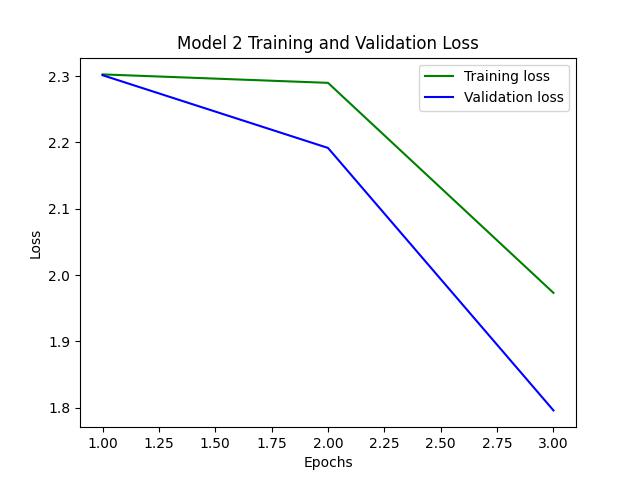 Model 2 Training and Validation Loss
Training loss
Validation loss
2.3
2.2
2.1
2.0
1.9
1.8
Loss
1.00 1.25 1.50 1.75 2.00 2.25 2.50 2.75 3.00
Epochs